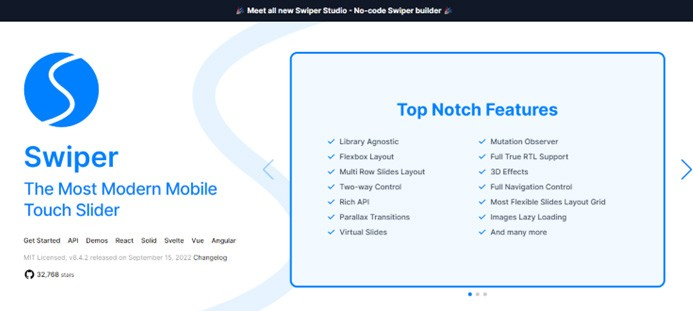 🎉 Meet all new Swiper Studio - No-code Swiper builder 🎉
Swiper
The Most Modern Mobile
Touch Slider
Get Started API Demos React Solid Svelte Vue Angular
MIT Licensed, v8.4.2 released on September 15, 2022 Changelog
32,768 stars
Top Notch Features
Library Agnostic
Flexbox Layout
Multi Row Slides Layout
Two-way Control
Rich API
Parallax Transitions
Virtual Slides
Mutation Observer
Full True RTL Support
3D Effects
Full Navigation Control
Most Flexible Slides Layout Grid
Images Lazy Loading
And many more